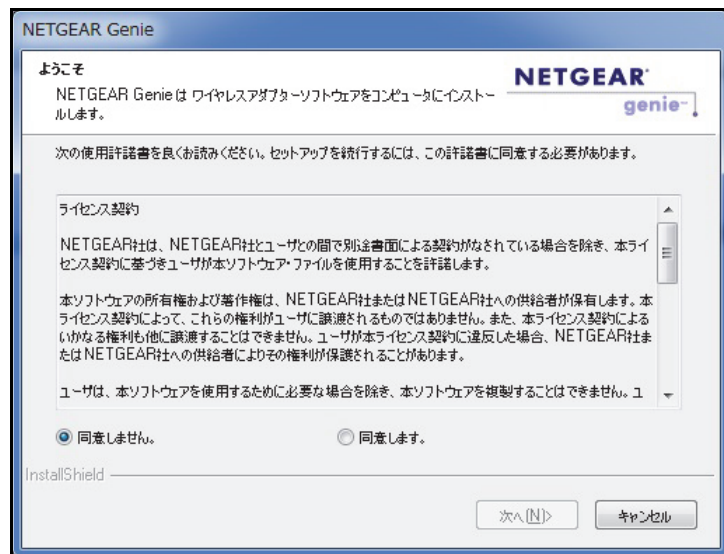 NETGEAR Genie
ようこそ
NETGEAR Genieは ワイヤレスアダプターソフトウェアをコンピュータにインストー
ルします。
NETGEAR®
genie™
次の使用許諾書を良くお読みください。セットアップを続行するには、この許諾書に同意する必要があります。
ライセンス契約
NETGEAR社は、NETGEAR社とユーザとの間で別途書面による契約がなされている場合を除き、本ライ
センス契約に基づきユーザが本ソフトウェア・ファイルを使用することを許諾します。
本ソフトウェアの所有権および著作権は、NETGEAR社またはNETGEAR社への供給者が保有します。本
ライセンス契約によって、これらの権利がユーザに譲渡されるものではありません。また、本ライセンス契約による
いかなる権利も他に譲渡することはできません。ユーザが本ライセンス契約に違反した場合、NETGEAR社ま
たはNETGEAR社への供給者によりその権利が保護されることがあります。
ユーザは、本ソフトウェアを使用するために必要な場合を除き、本ソフトウェアを複製することはできません。ユ
同意しません。
同意します。
InstallShield
次へ(N)>
キャンセル